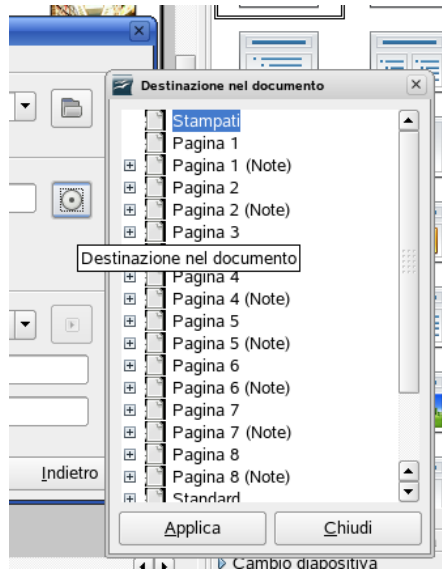 Destinazione nel documento
Stampati
Pagina 1
Pagina 1 (Note)
Pagina 2
Pagina 2 (Note)
Pagina 3
Destinazione nel documento
Pagina 4
Pagina 4 (Note)
Pagina 5
Pagina 5 (Note)
Pagina 6
Pagina 6 (Note)
Pagina 7
Pagina 7 (Note)
Pagina 8
Pagina 8 (Note)
Standard
Indietro
Applica
Chiudi
Cambio diapositiva